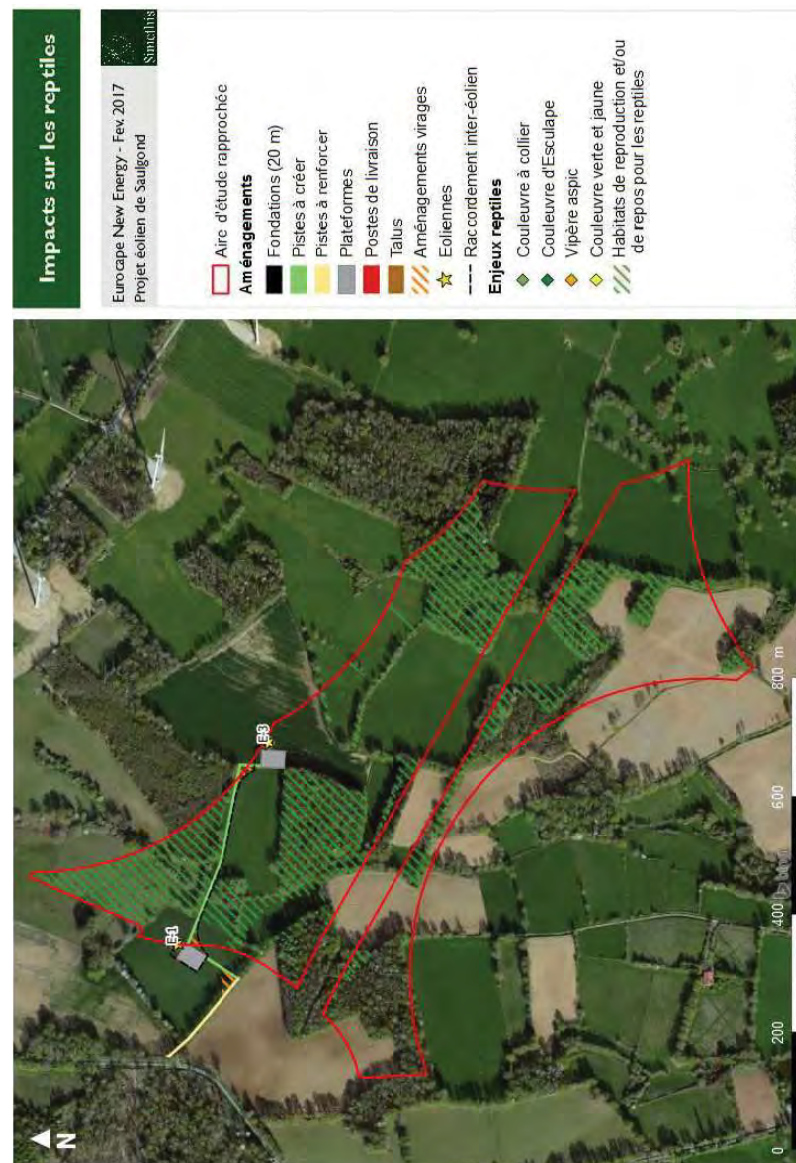 Impacts sur les reptiles
Eurocape New Energy - Fev. 2017
Projet éolien de Saulgond
Simethis
Aire d'étude rapprochée
Aménagements
Fondations (20 m)
Pistes à créer
Pistes à renforcer
Plateformes
Postes de livraison
Talus
Aménagements virages
Eoliennes
Raccordement inter-éolien
Enjeux reptiles
Couleuvre à collier
Couleuvre d'Esculape
Vipère aspic
Couleuvre verte et jaune
Habitats de reproduction et/ou
de repos pour les reptiles
N
E1
E3
0 200 400 600 800 m